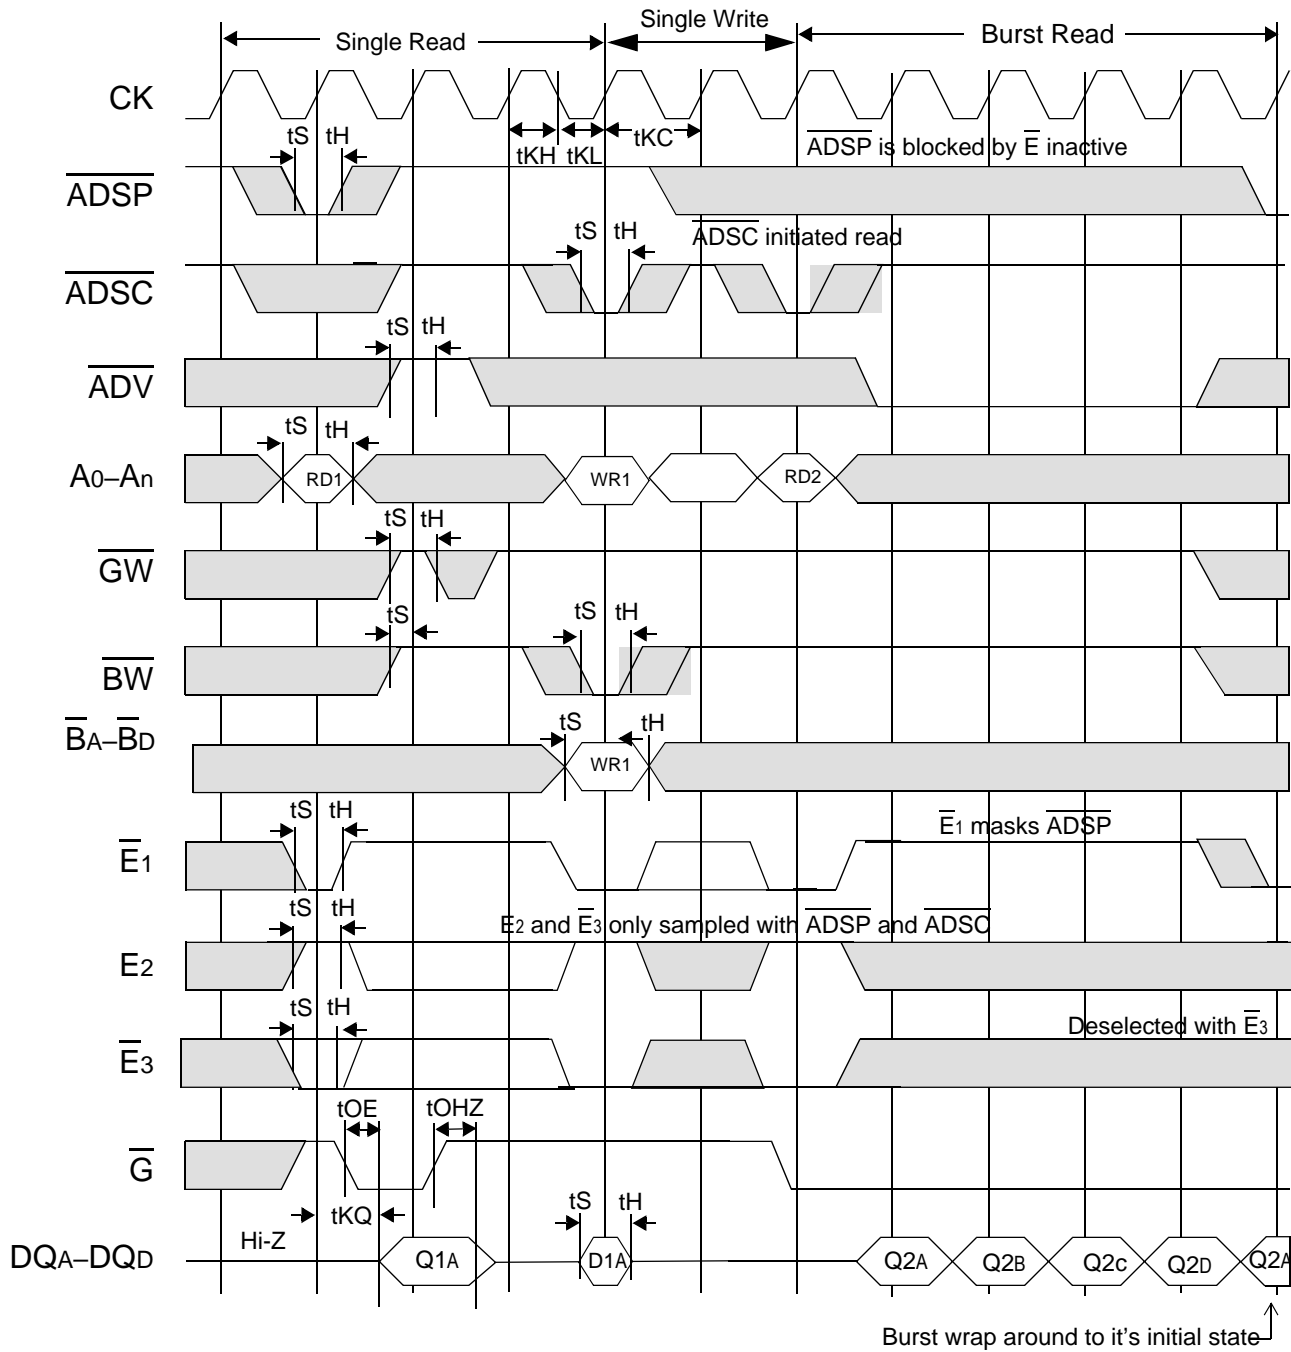 Single Read
Single Write
Burst Read
CK
tS
tH
tKH
tKL
tKC
ADSP is blocked by E inactive
ADSP
tS
tH
ADSC initiated read
ADSC
tS
tH
ADV
tS
tH
A0–An
RD1
WR1
RD2
tS
tH
GW
tS
tS
tH
BW
BA–BD
tS
tH
WR1
tS
tH
E1 masks ADSP
E1
tS
tH
E2 and E3 only sampled with ADSP and ADSC
E2
tS
tH
Deselected with E3
E3
tOE
tOHZ
G
tKQ
tS
tH
Hi-Z
DQA–DQD
Q1A
D1A
Q2A
Q2B
Q2c
Q2D
Q2A
Burst wrap around to it’s initial state